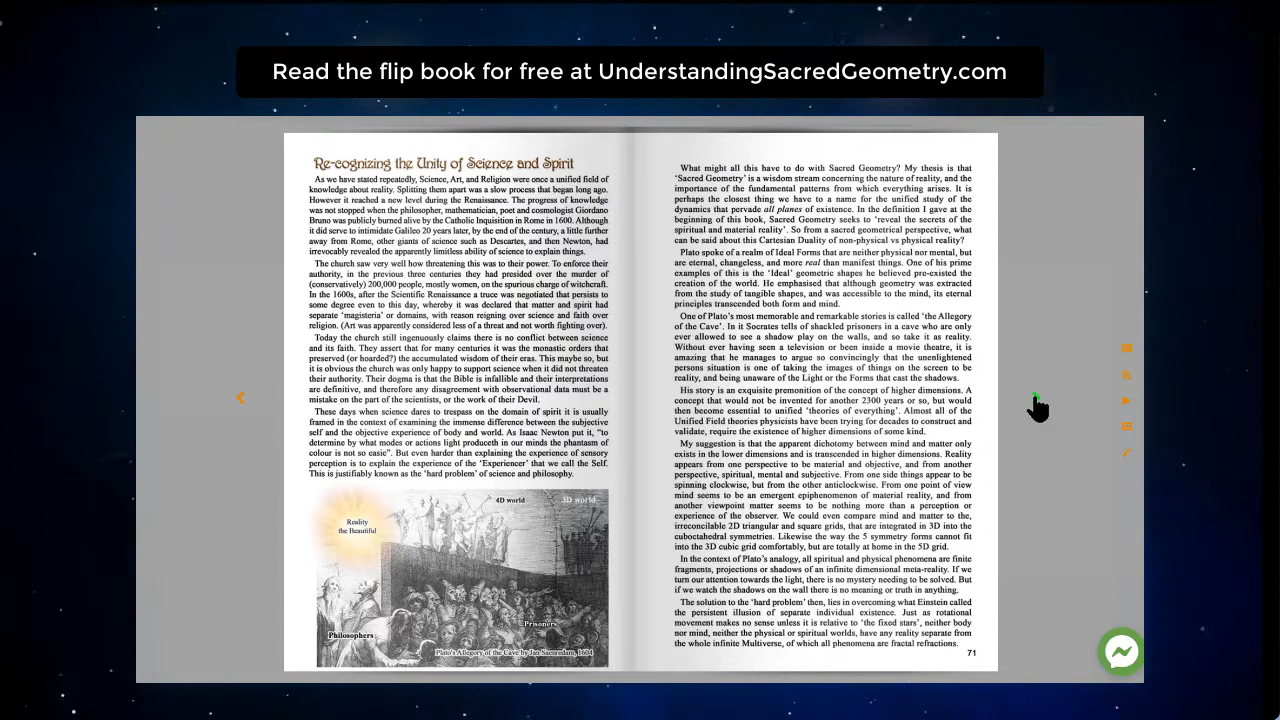 Read the flip book for free at UnderstandingSacredGeometry.com
Re-cognizing the Unity of Science and Spirit
As we have stated repeatedly, Science, Art, and Religion were once a unified field of
knowledge about reality. Splitting them apart was a slow process that began long ago.
However it reached a new level during the Renaissance. The progress of knowledge
was not stopped when the philosopher, mathematician, poet and cosmologist Giordano
Bruno was publicly burned alive by the Catholic Inquisition in Rome in 1600. Although
it did serve to intimidate Galileo 20 years later, by the end of the century, a little further
away from Rome, other giants of science such as Descartes, and then Newton, had
irrevocably revealed the apparently limitless ability of science to explain things.
The church saw very well how threatening this was to their power. To enforce their
authority, in the previous three centuries they had presided over the murder of
(conservatively) 200,000 people, mostly women, on the spurious charge of witchcraft.
In the 1600s, after the Scientific Renaissance a truce was negotiated that persists to
some degree even to this day, whereby it was declared that matter and spirit had
separate 'magisteria' or domains, with reason reigning over science and faith over
religion. (Art was apparently considered less of a threat and not worth fighting over).
Today the church still ingenuously claims there is no conflict between science
and its faith. They assert that for many centuries it was the monastic orders that
preserved (or hoarded?) the accumulated wisdom of their eras. This maybe so, but
it is obvious the church was only happy to support science when it did not threaten
their authority. Their dogma is that the Bible is infallible and their interpretations
are definitive, and therefore any disagreement with observational data must be a
mistake on the part of the scientists, or the work of their Devil.
These days when science dares to trespass on the domain of spirit it is usually
framed in the context of examining the immense difference between the subjective
self and the objective experience of body and world. As Isaac Newton put it, "to
determine by what modes or actions light produceth in our minds the phantasm of
colour is not so easie". But even harder than explaining the experience of sensory
perception is to explain the experience of the 'Experiencer' that we call the Self.
This is justifiably known as the 'hard problem' of science and philosophy.
4D world
3D world
Reality
the Beautiful
Prisoners
Philosophers
Plato's Allegory of the Cave by Jan Saenredam, 1604
What might all this have to do with Sacred Geometry? My thesis is that
'Sacred Geometry' is a wisdom stream concerning the nature of reality, and the
importance of the fundamental patterns from which everything arises. It is
perhaps the closest thing we have to a name for the unified study of the
dynamics that pervade all planes of existence. In the definition I gave at the
beginning of this book, Sacred Geometry seeks to 'reveal the secrets of the
spiritual and material reality'. So from a sacred geometrical perspective, what
can be said about this Cartesian Duality of non-physical vs physical reality?
Plato spoke of a realm of Ideal Forms that are neither physical nor mental, but
are eternal, changeless, and more real than manifest things. One of his prime
examples of this is the 'Ideal' geometric shapes he believed pre-existed the
creation of the world. He emphasised that although geometry was extracted
from the study of tangible shapes, and was accessible to the mind, its eternal
principles transcended both form and mind.
One of Plato's most memorable and remarkable stories is called 'the Allegory
of the Cave'. In it Socrates tells of shackled prisoners in a cave who are only
ever allowed to see a shadow play on the walls, and so take it as reality.
Without ever having seen a television or been inside a movie theatre, it is
amazing that he manages to argue so convincingly that the unenlightened
persons situation is one of taking the images of things on the screen to be
reality, and being unaware of the Light or the Forms that cast the shadows.
His story is an exquisite premonition of the concept of higher dimensions. A
concept that would not be invented for another 2300 years or so, but would
then become essential to unified 'theories of everything'. Almost all of the
Unified Field theories physicists have been trying for decades to construct and
validate, require the existence of higher dimensions of some kind.
My suggestion is that the apparent dichotomy between mind and matter only
exists in the lower dimensions and is transcended in higher dimensions. Reality
appears from one perspective to be material and objective, and from another
perspective, spiritual, mental and subjective. From one side things appear to be
spinning clockwise, but from the other anticlockwise. From one point of view
mind seems to be an emergent epiphenomenon of material reality, and from
another viewpoint matter seems to be nothing more than a perception or
experience of the observer. We could even compare mind and matter to the,
irreconcilable 2D triangular and square grids, that are integrated in 3D into the
cuboctahedral symmetries. Likewise the way the 5 symmetry forms cannot fit
into the 3D cubic grid comfortably, but are totally at home in the 5D grid.
In the context of Plato's analogy, all spiritual and physical phenomena are finite
fragments, projections or shadows of an infinite dimensional meta-reality. If we
turn our attention towards the light, there is no mystery needing to be solved. But
if we watch the shadows on the wall there is no meaning or truth in anything.
The solution to the 'hard problem' then, lies in overcoming what Einstein called
the persistent illusion of separate individual existence. Just as rotational
movement makes no sense unless it is relative to 'the fixed stars', neither body
nor mind, neither the physical or spiritual worlds, have any reality separate from
the whole infinite Multiverse, of which all phenomena are fractal refractions.
71